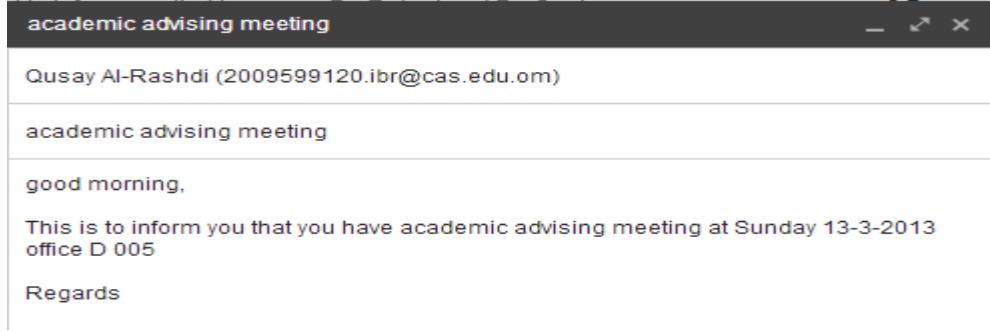 academic advising meeting
Qusay Al-Rashdi (2009599120.ibr@cas.edu.om)
academic advising meeting
good morning,
This is to inform you that you have academic advising meeting at Sunday 13-3-2013
office D 005
Regards